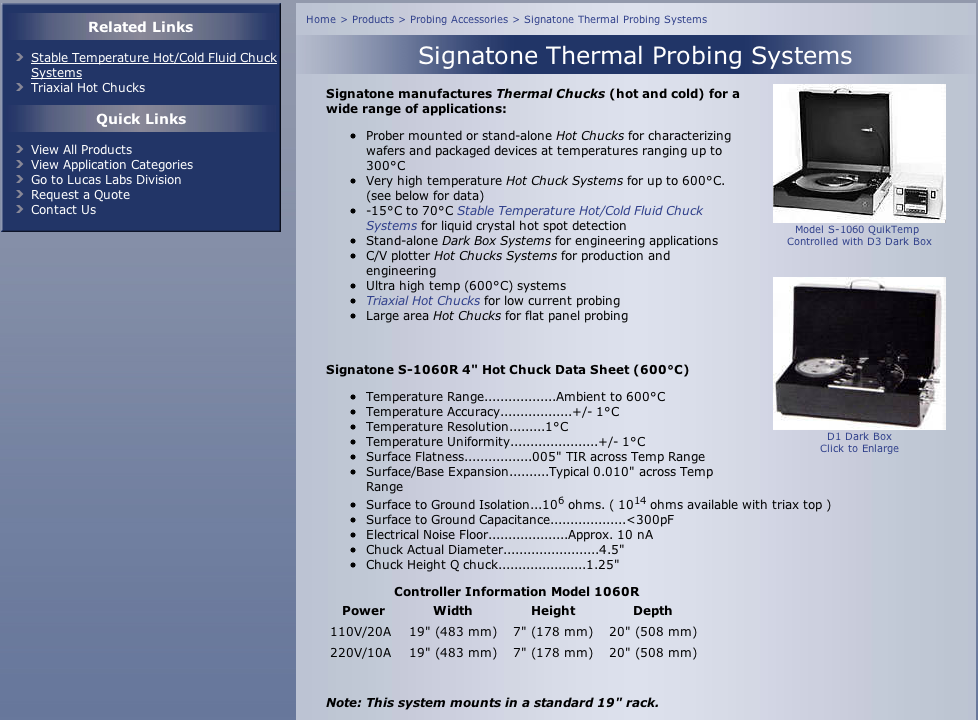 Related Links
Stable Temperature Hot/Cold Fluid Chuck
Systems
Triaxial Hot Chucks
Quick Links
View All Products
View Application Categories
Go to Lucas Labs Division
Request a Quote
Contact Us
Home > Products > Probing Accessories > Signatone Thermal Probing Systems
Signatone Thermal Probing Systems
Signatone manufactures Thermal Chucks (hot and cold) for a
wide range of applications:
Prober mounted or stand-alone Hot Chucks for characterizing
wafers and packaged devices at temperatures ranging up to
300°C
Very high temperature Hot Chuck Systems for up to 600°C.
(see below for data)
-15°C to 70°C Stable Temperature Hot/Cold Fluid Chuck
Systems for liquid crystal hot spot detection
Stand-alone Dark Box Systems for engineering applications
C/V plotter Hot Chucks Systems for production and
engineering
Ultra high temp (600°C) systems
Triaxial Hot Chucks for low current probing
Large area Hot Chucks for flat panel probing
Model S-1060 QuikTemp
Controlled with D3 Dark Box
D1 Dark Box
Click to Enlarge
Signatone S-1060R 4" Hot Chuck Data Sheet (600°C)
Temperature Range..................Ambient to 600°C
Temperature Accuracy..................+/- 1°C
Temperature Resolution.........1°C
Temperature Uniformity......................+/- 1°C
Surface Flatness.................005" TIR across Temp Range
Surface/Base Expansion..........Typical 0.010" across Temp
Range
Surface to Ground Isolation...10^6 ohms. ( 10^14 ohms available with triax top )
Surface to Ground Capacitance...................<300pF
Electrical Noise Floor....................Approx. 10 nA
Chuck Actual Diameter........................4.5"
Chuck Height Q chuck......................1.25"
Controller Information Model 1060R
Power Width Height Depth
110V/20A 19" (483 mm) 7" (178 mm) 20" (508 mm)
220V/10A 19" (483 mm) 7" (178 mm) 20" (508 mm)
Note: This system mounts in a standard 19" rack.